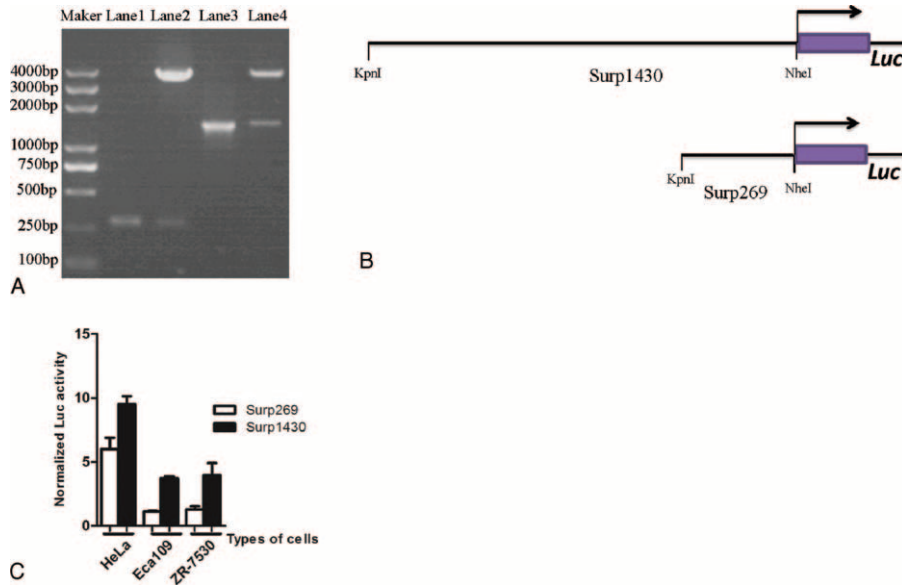 Maker Lane1 Lane2 Lane3 Lane4
4000bp
3000bp
2000bp
1000bp
750bp
500bp
250bp
100bp
A
KpnI
Surp1430
NheI
Luc
KpnI
Surp269
NheI
Luc
B
Normalized Luc activity
15
10
5
0
Surp269
Surp1430
HeLa
Eca109
ZR-7530
Types of cells
C